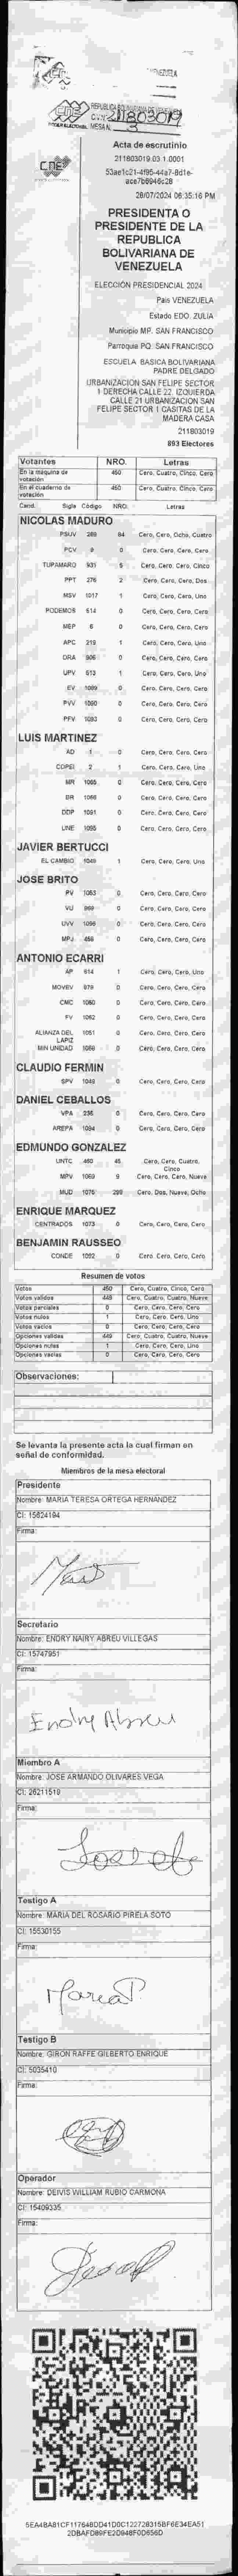 CNE
REPUBLICA BOLIVARIANA DE VENEZUELA
PODER ELECTORAL
C.V.N: 211803019
MESA N. 3
CNE
Acta de escrutinio
211803019.03.1.0001
28/07/2024 06:35:16 PM
PRESIDENTA O
PRESIDENTE DE LA
REPUBLICA
BOLIVARIANA DE
VENEZUELA
ELECCIÓN PRESIDENCIAL 2024
Pais VENEZUELA
Estado EDO. ZULIA
Municipio MP. SAN FRANCISCO
Parroquia PQ. SAN FRANCISCO
ESCUELA BASICA BOLIVARIANA
PADRE DELGADO
URBANIZACION SAN FELIPE SECTOR
1 DERECHA CALLE 22. IZQUIERDA
CALLE 21 URBANIZACION SAN
FELIPE SECTOR 1 CASITAS DE LA
MADERA CASA
211803019
893 Electores
Votantes NRO. Letras
En la máquina de votación 450 Cero, Cuatro, Cinco, Cero
En el cuaderno de votación 450 Cero, Cuatro, Cinco, Cero
Cand. Sigla Código NRO. Letras
NICOLAS MADURO
PSUV 289 84 Cero, Cero, Ocho, Cuatro
PCV 9 0 Cero, Cero, Cero, Cero
TUPAMARO 931 5 Cero, Cero, Cero, Cinco
PPT 276 2 Cero, Cero, Cero, Dos
MSV 1017 1 Cero, Cero, Cero, Uno
PODEMOS 514 0 Cero, Cero, Cero, Cero
MEP 6 0 Cero, Cero, Cero, Cero
APC 219 1 Cero, Cero, Cero, Uno
ORA 906 0 Cero, Cero, Cero, Cero
UPV 613 1 Cero, Cero, Cero, Uno
EV 1089 0 Cero, Cero, Cero, Cero
PVV 1090 0 Cero, Cero, Cero, Cero
PFV 1093 0 Cero, Cero, Cero, Cero
LUIS MARTINEZ
AD 1 0 Cero, Cero, Cero, Cero
COPEI 2 1 Cero, Cero, Cero, Uno
MR 1065 0 Cero, Cero, Cero, Cero
BR 0 Cero, Cero, Cero, Cero
DDP 1091 0 Cero, Cero, Cero, Cero
UNE 1095 0 Cero, Cero, Cero, Cero
JAVIER BERTUCCI
EL CAMBIO 1049 1 Cero, Cero, Cero, Uno
JOSE BRITO
PV 1053 0 Cero, Cero, Cero, Cero
VU 0 Cero, Cero, Cero, Cero
UVV 0 Cero, Cero, Cero, Cero
MPJ 458 0 Cero, Cero, Cero, Cero
ANTONIO ECARRI
AP 814 1 Cero, Cero, Cero, Uno
MOVEV 979 0 Cero, Cero, Cero, Cero
CMC 1060 0 Cero, Cero, Cero, Cero
FV 1062 0 Cero, Cero, Cero, Cero
ALIANZA DEL LAPIZ 1051 0 Cero, Cero, Cero, Cero
MIN UNIDAD 0 Cero, Cero, Cero, Cero
CLAUDIO FERMIN
SPV 1048 0 Cero, Cero, Cero, Cero
DANIEL CEBALLOS
VPA 236 0 Cero, Cero, Cero, Cero
AREPA 1094 0 Cero, Cero, Cero, Cero
EDMUNDO GONZALEZ
UNTC 460 45 Cero, Cero, Cuatro, Cinco
MPV 1069 9 Cero, Cero, Cero, Nueve
MUD 1075 298 Cero, Dos, Nueve, Ocho
ENRIQUE MARQUEZ
CENTRADOS 1073 0 Cero, Cero, Cero, Cero
BENJAMIN RAUSSEO
CONDE 1092 0 Cero, Cero, Cero, Cero
Resumen de votos
Votos 450 Cero, Cuatro, Cinco, Cero
Votos validos 449 Cero, Cuatro, Cuatro, Nueve
Votos parciales 0 Cero, Cero, Cero, Cero
Votos nulos 1 Cero, Cero, Cero, Uno
Votos vacios 0 Cero, Cero, Cero, Cero
Opciones validas 449 Cero, Cuatro, Cuatro, Nueve
Opciones nulas 1 Cero, Cero, Cero, Uno
Opciones vacias 0 Cero, Cero, Cero, Cero
Observaciones:
Se levanta la presente acta la cual firman en
señal de conformidad.
Miembros de la mesa electoral
Presidente
Nombre: MARIA TERESA ORTEGA HERNANDEZ
CI: 15624194
Firma:
Secretario
Nombre: ENDRY NAIRY ABREU VILLEGAS
CI: 15747951
Firma:
Endry Abreu
Miembro A
Nombre: JOSE ARMANDO OLIVARES VEGA
CI: 26211519
Firma:
Testigo A
Nombre: MARIA DEL ROSARIO PIRELA SOTO
CI: 15530155
Firma:
Maria P.
Testigo B
Nombre: GIRON RAFFE GILBERTO ENRIQUE
CI: 5035410
Firma:
Operador
Nombre: DEIVIS WILLIAM RUBIO CARMONA
CI: 15409335
Firma: